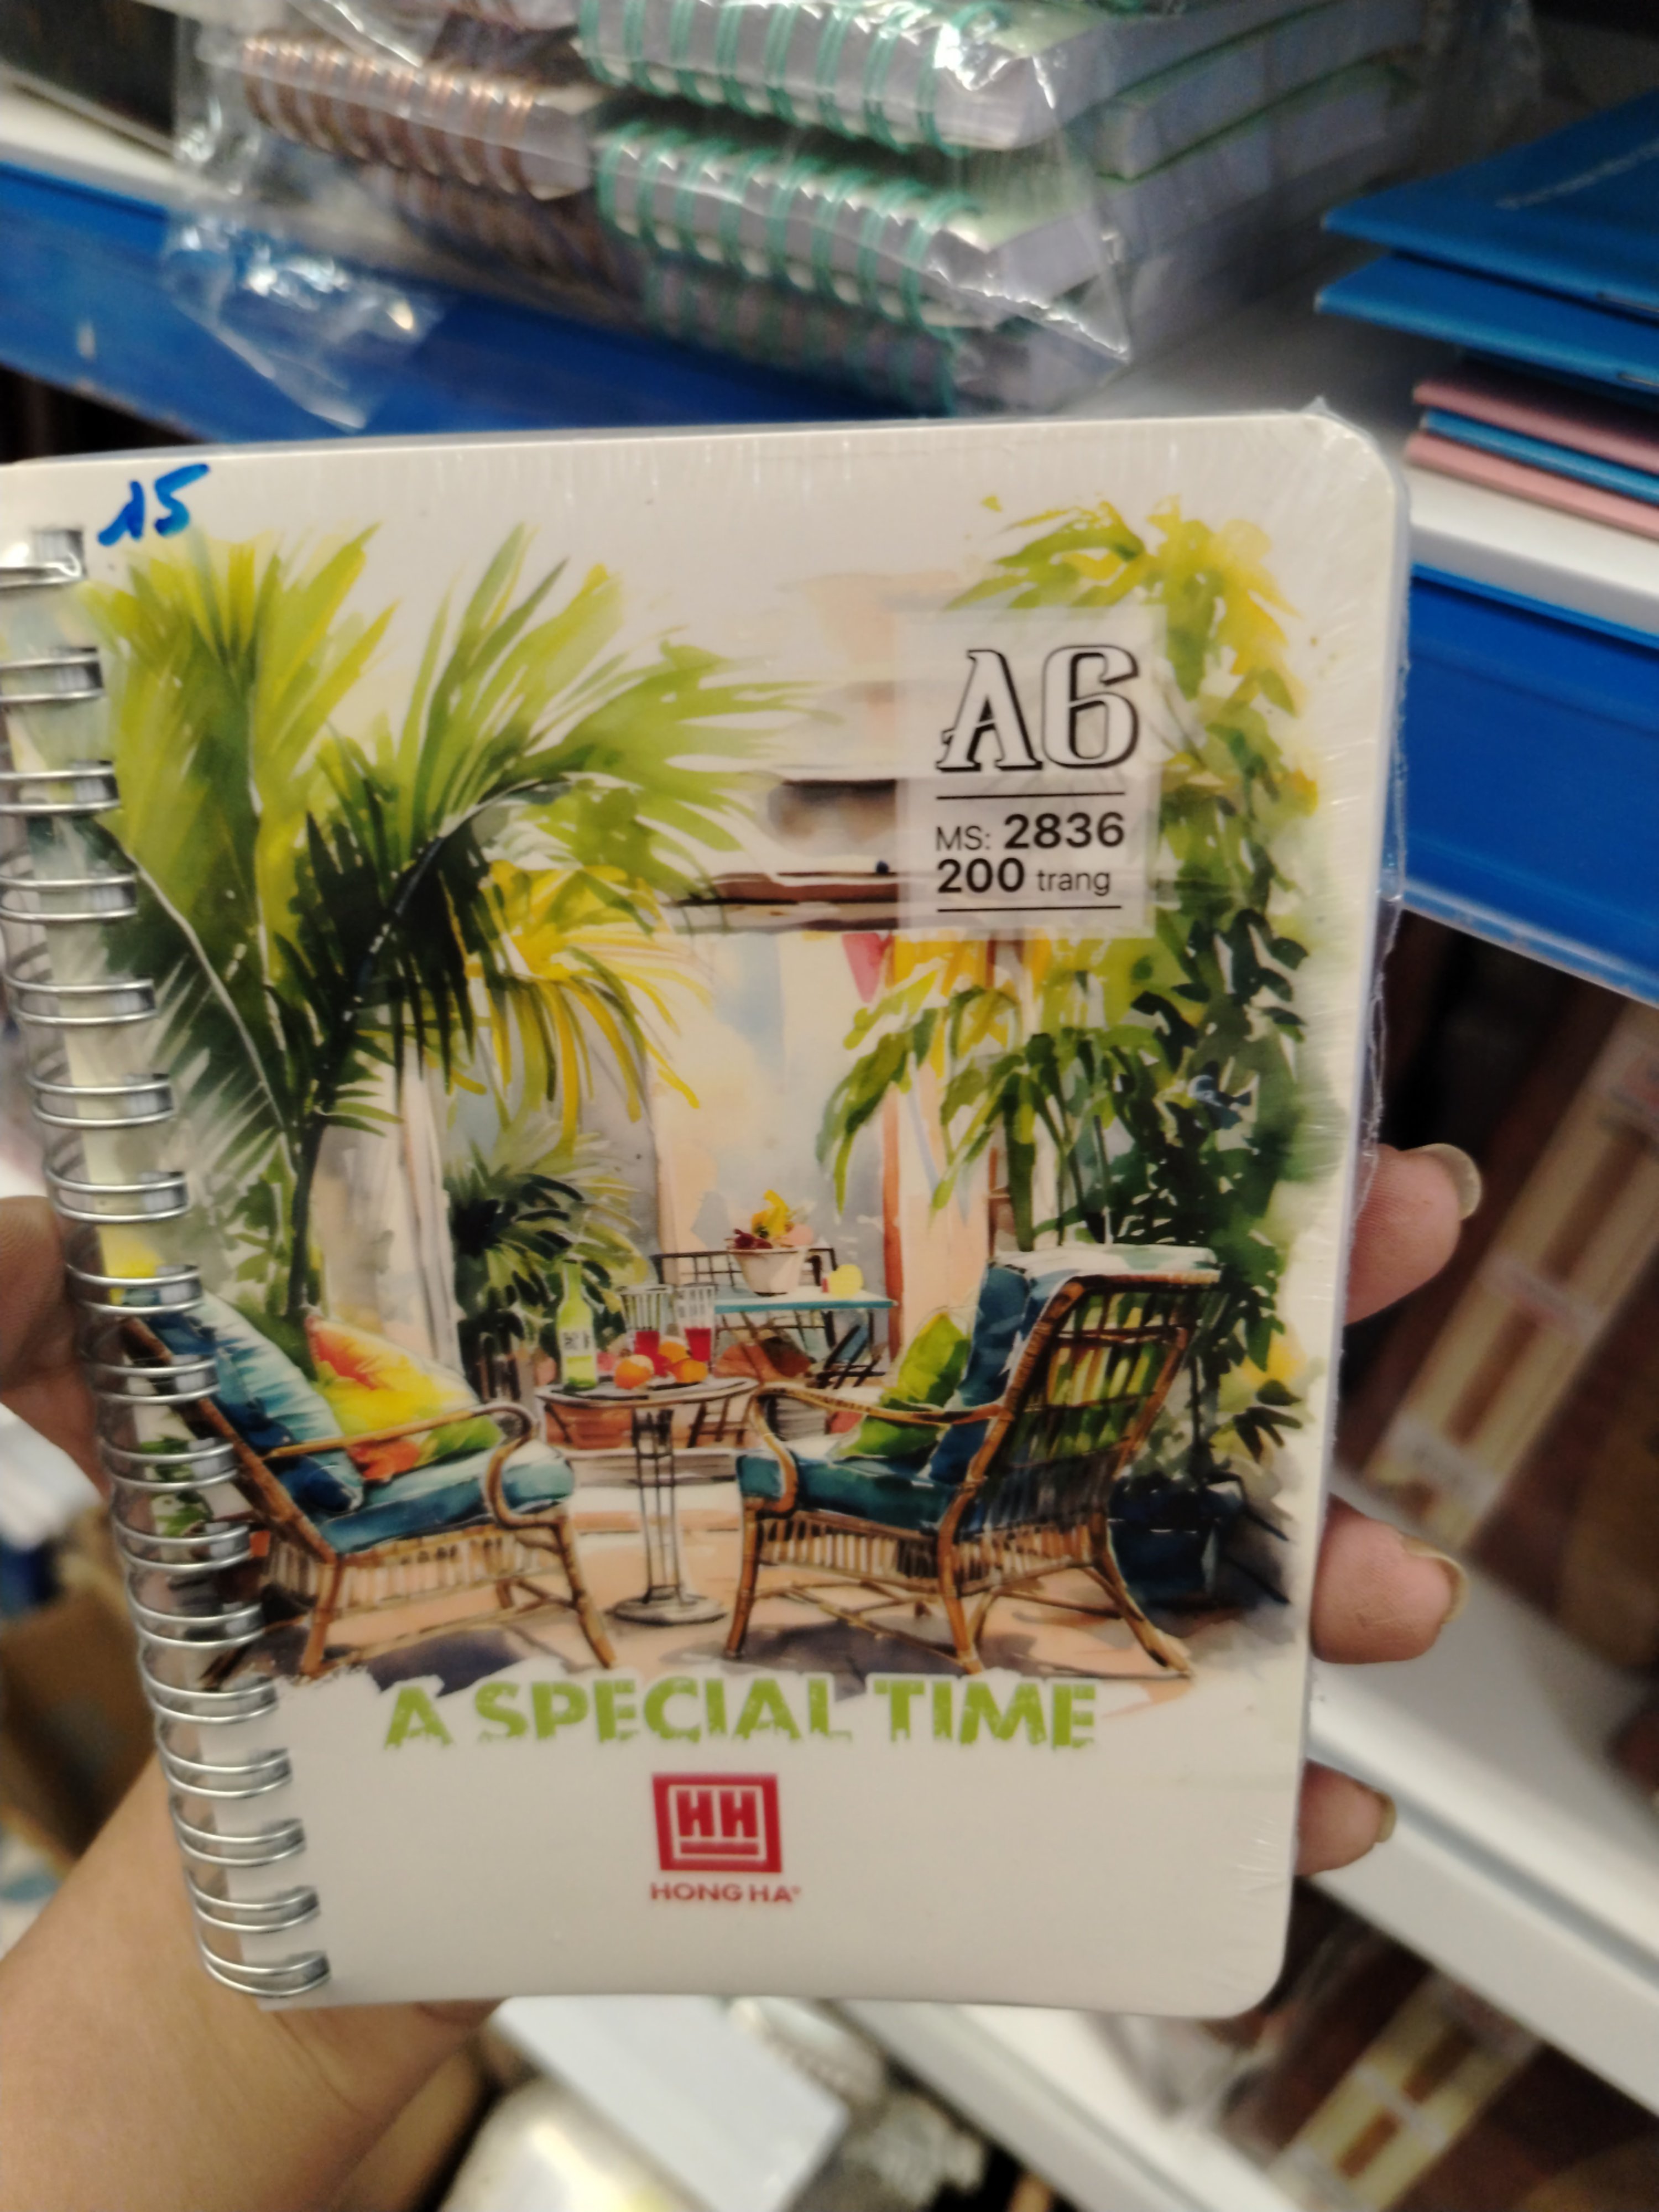 15
A6
MS: 2836
200 trang
A SPECIAL TIME
HH
HONG HA®